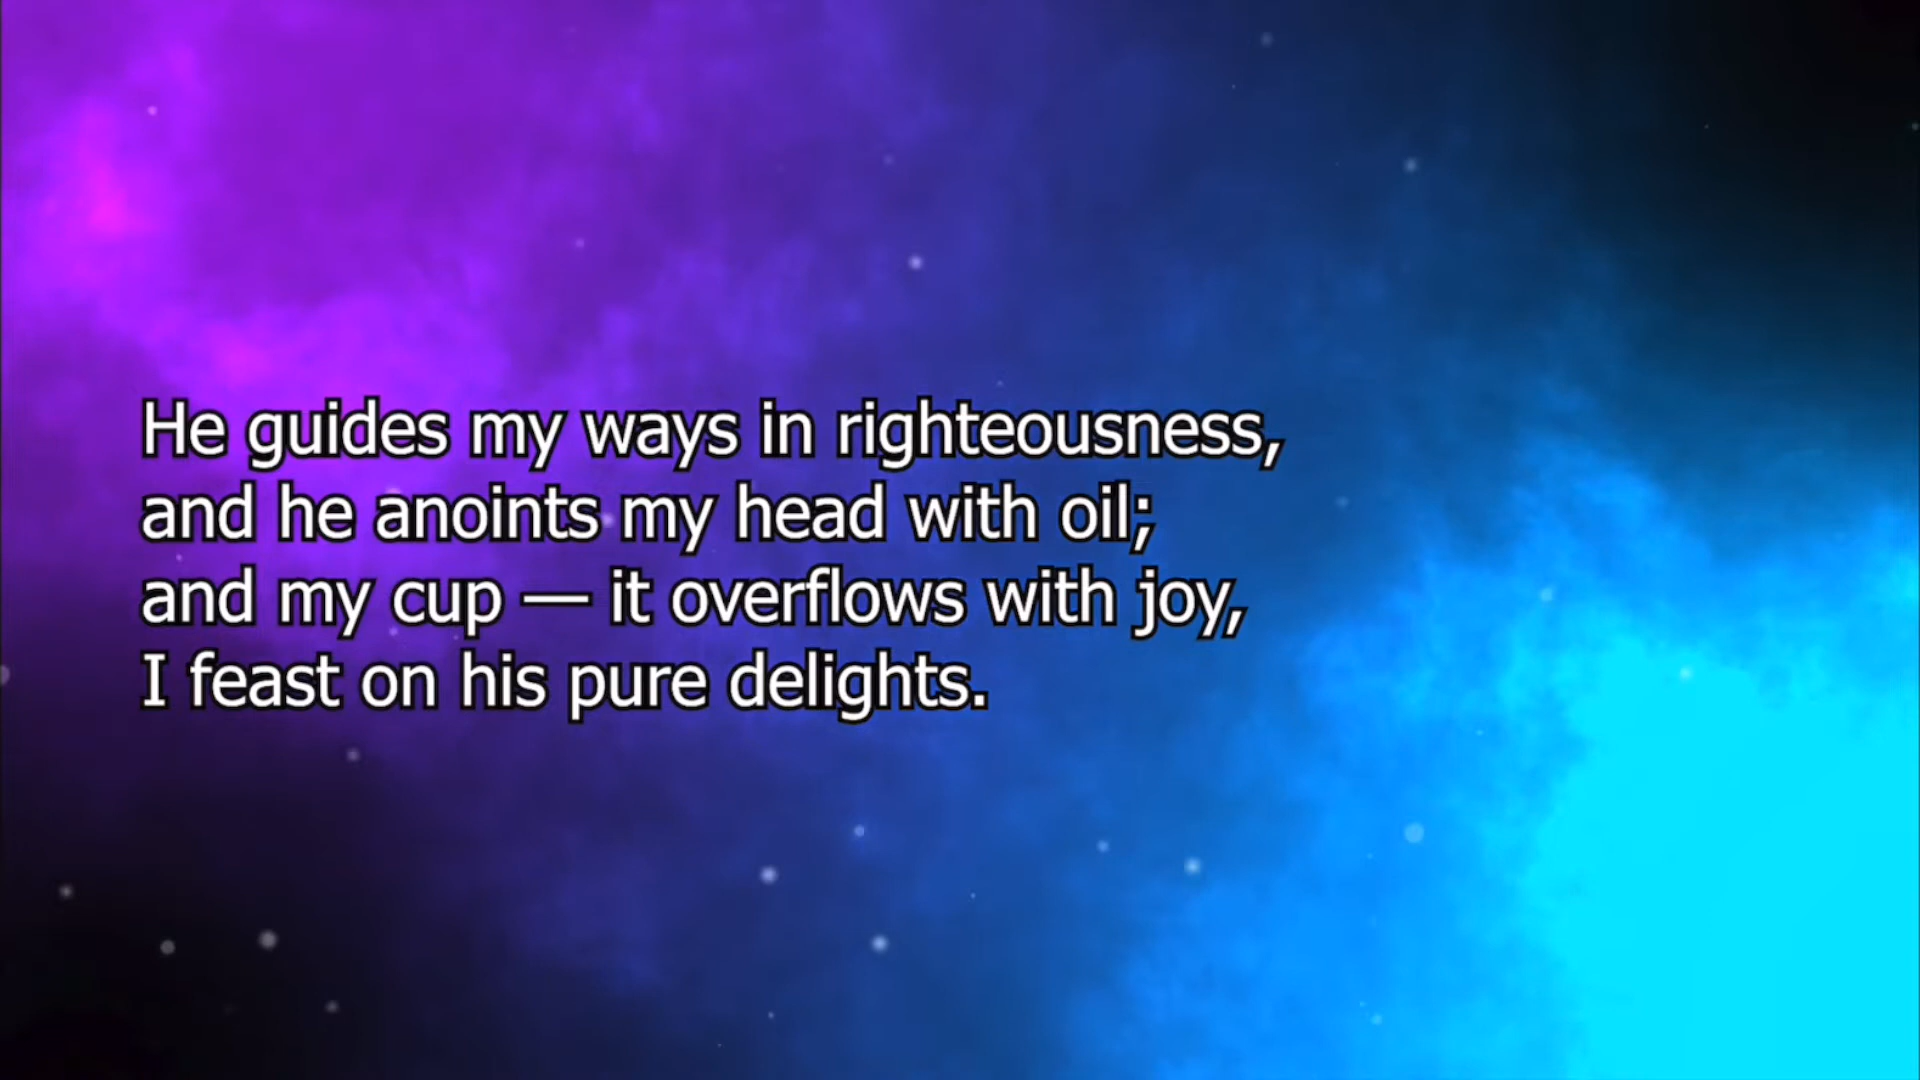 He guides my ways in righteousness,
and he anoints my head with oil;
and my cup — it overflows with joy,
I feast on his pure delights.